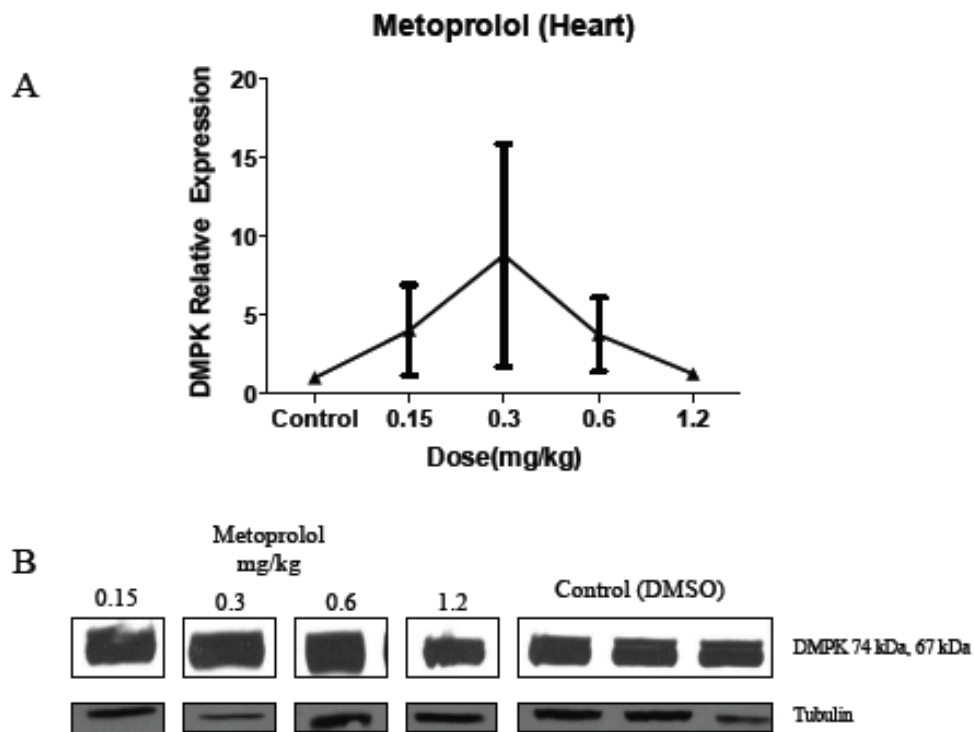 Metoprolol (Heart)
A
DMPK Relative Expression
20
15
10
5
0
Control 0.15 0.3 0.6 1.2
Dose(mg/kg)
B
Metoprolol
mg/kg
0.15 0.3 0.6 1.2 Control (DMSO)
DMPK 74 kDa, 67 kDa
Tubulin